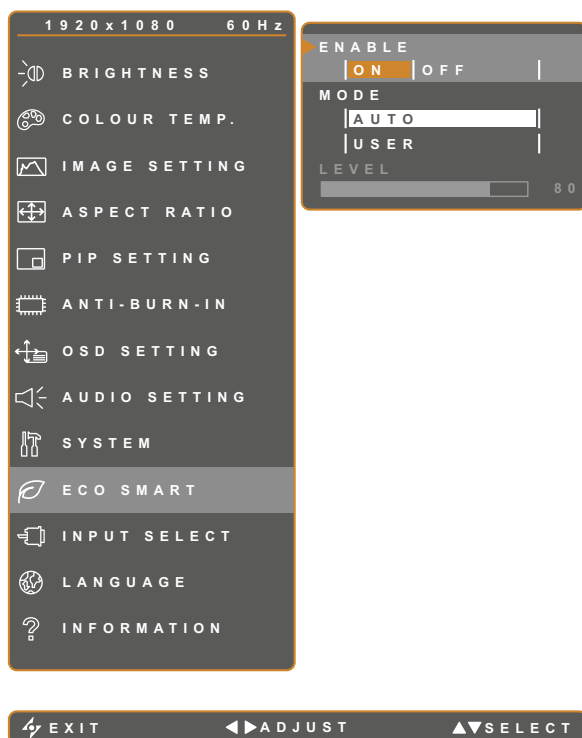 1920x1080 60Hz
BRIGHTNESS
COLOUR TEMP.
IMAGE SETTING
ASPECT RATIO
PIP SETTING
ANTI-BURN-IN
OSD SETTING
AUDIO SETTING
SYSTEM
ECO SMART
INPUT SELECT
LANGUAGE
INFORMATION
ENABLE
ON OFF
MODE
AUTO
USER
LEVEL
80
EXIT ADJUST SELECT